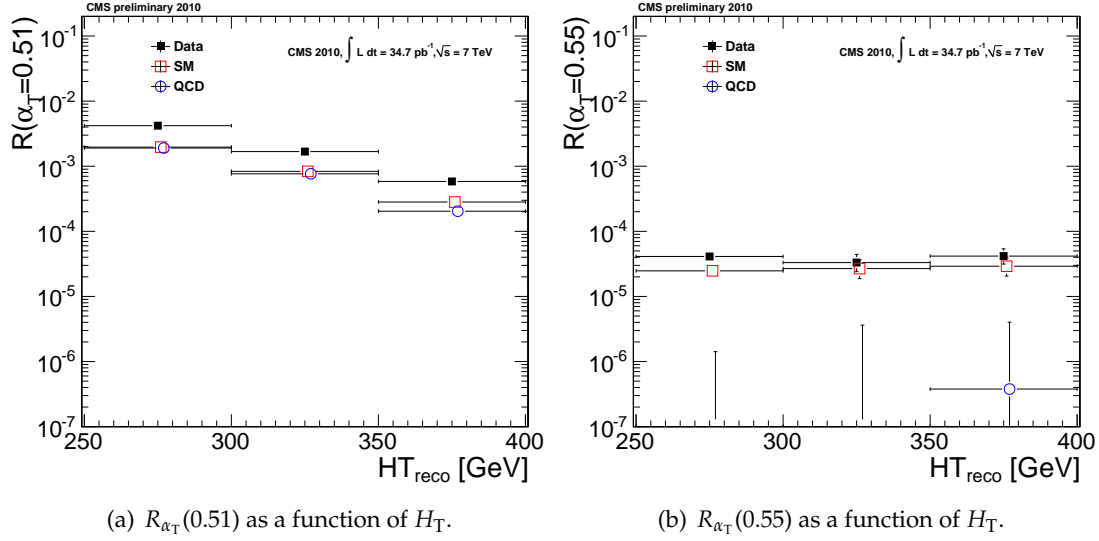 CMS preliminary 2010
R(α_T=0.51)
10⁻¹
10⁻²
10⁻³
10⁻⁴
10⁻⁵
10⁻⁶
10⁻⁷
Data
SM
QCD
CMS 2010, ∫ L dt = 34.7 pb⁻¹,√s = 7 TeV
250 300 350 400
HT_reco [GeV]
(a) R_{α_T}(0.51) as a function of H_T.
CMS preliminary 2010
R(α_T=0.55)
10⁻¹
10⁻²
10⁻³
10⁻⁴
10⁻⁵
10⁻⁶
10⁻⁷
Data
SM
QCD
CMS 2010, ∫ L dt = 34.7 pb⁻¹,√s = 7 TeV
250 300 350 400
HT_reco [GeV]
(b) R_{α_T}(0.55) as a function of H_T.